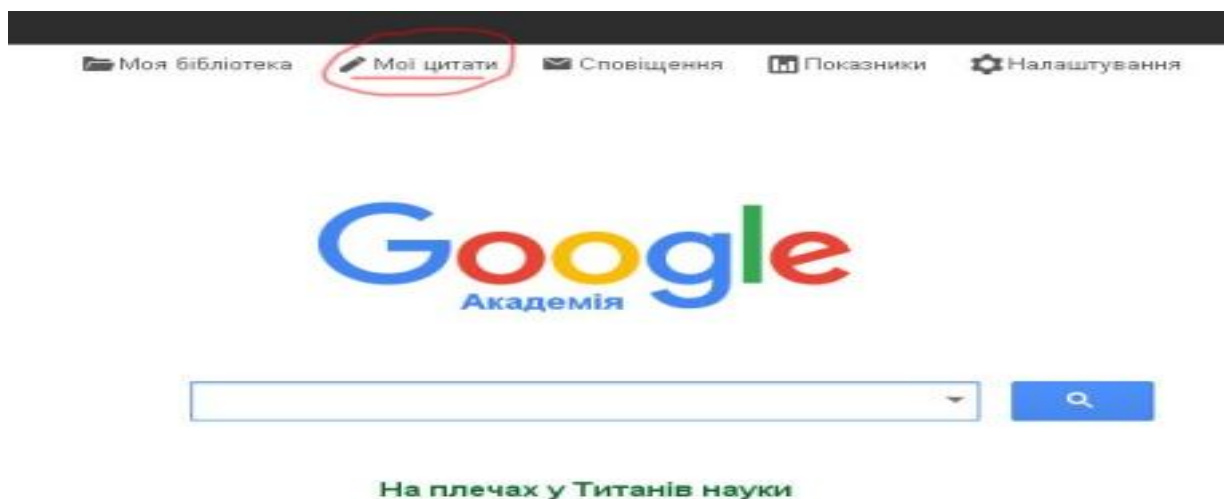 Моя бібліотека Мої цитати Сповіщення Показники Налаштування
Google
Академія
На плечах у Титанів науки